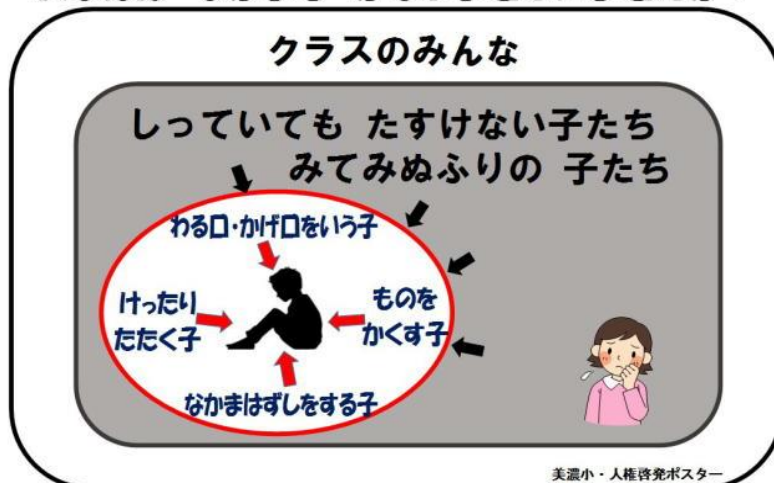 クラスのみんな
しっていても たすけない子たち
みてみぬふりの 子たち
わる口・かげ口をいう子
けったり
たたく子
ものを
かくす子
なかまはずしをする子
美濃小・人権啓発ポスター